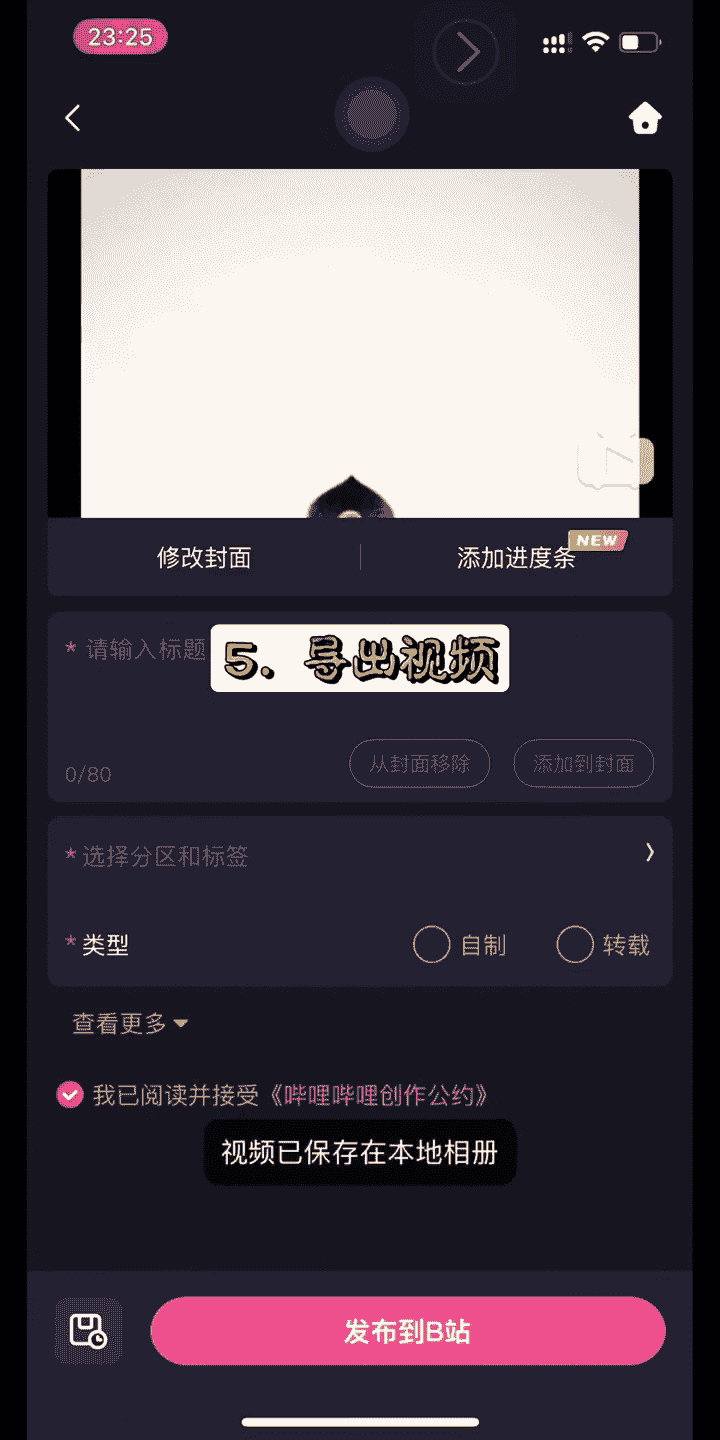 23:25
修改封面
添加进度条
NEW
* 请输入标题
5. 导出视频
0/80
从封面移除
添加到封面
* 选择分区和标签
* 类型
自制
转载
查看更多
我已阅读并接受《哔哩哔哩创作公约》
视频已保存在本地相册
发布到B站